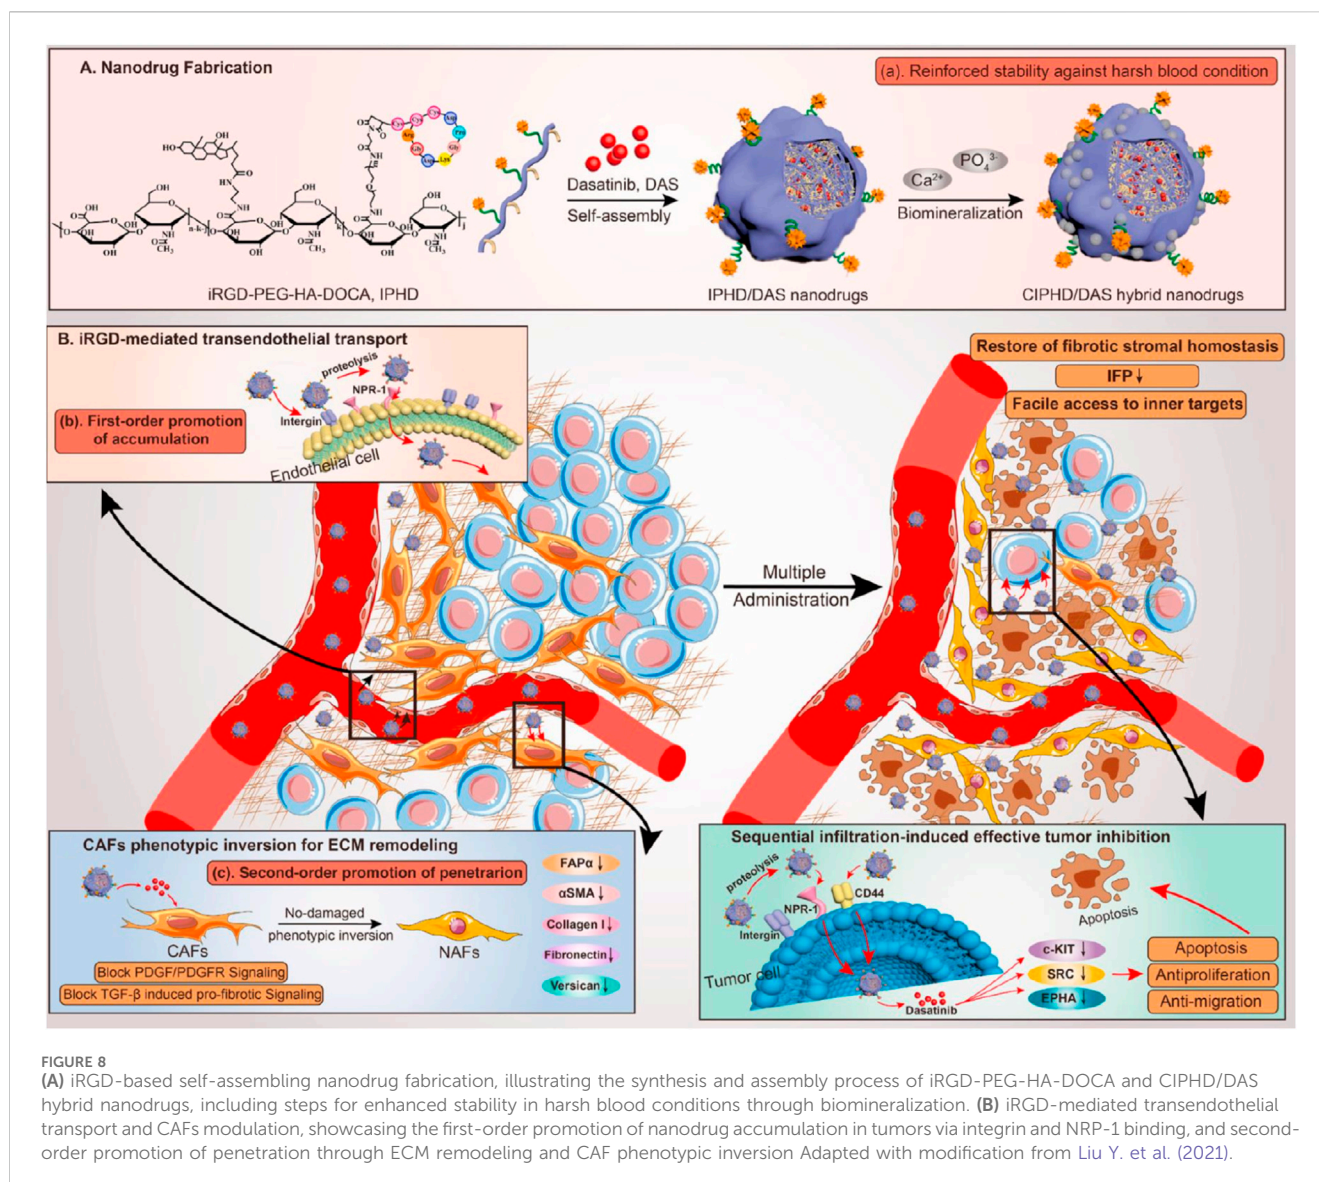 A. Nanodrug Fabrication
(a). Reinforced stability against harsh blood condition
iRGD-PEG-HA-DOCA, IPHD
Dasatinib, DAS
Self-assembly
IPHD/DAS nanodrugs
Ca²⁺
PO₄³⁻
Biomineralization
CIPHD/DAS hybrid nanodrugs
B. iRGD-mediated transendothelial transport
proteolysis
NPR-1
Intergin
(b). First-order promotion
of accumulation
Endothelial cell
Restore of fibrotic stromal homostasis
IFP↓
Facile access to inner targets
Multiple
Administration
CAFs phenotypic inversion for ECM remodeling
(c). Second-order promotion of penetrarion
No-damaged
phenotypic inversion
CAFs
NAFs
Block PDGF/PDGFR Signaling
Block TGF-β induced pro-fibrotic Signaling
FAPα↓
αSMA↓
Collagen I↓
Fibronectin↓
Versican↓
Sequential infiltration-induced effective tumor inhibition
proteolysis
NPR-1
CD44
Intergin
Tumor cell
Dasatinib
c-KIT↓
SRC↓
EPHA↓
Apoptosis
Apoptosis
Antiproliferation
Anti-migration
FIGURE 8
(A) iRGD-based self-assembling nanodrug fabrication, illustrating the synthesis and assembly process of iRGD-PEG-HA-DOCA and CIPHD/DAS
hybrid nanodrugs, including steps for enhanced stability in harsh blood conditions through biomineralization. (B) iRGD-mediated transendothelial
transport and CAFs modulation, showcasing the first-order promotion of nanodrug accumulation in tumors via integrin and NRP-1 binding, and second-
order promotion of penetration through ECM remodeling and CAF phenotypic inversion Adapted with modification from Liu Y. et al. (2021).